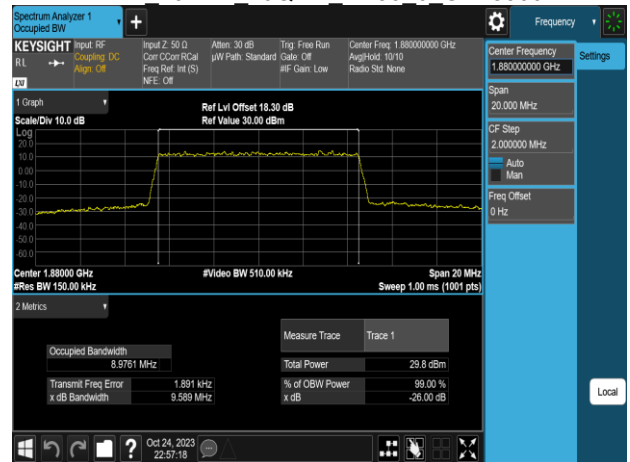 Spectrum Analyzer 1
Occupied BW
Frequency
KEYSIGHT
RL
LXI
Input: RF
Coupling: DC
Align: Off
Input Z: 50 Ω
Corr CCorr RCal
Freq Ref: Int (S)
NFE: Off
Atten: 30 dB
µW Path: Standard
Trig: Free Run
Gate: Off
#IF Gain: Low
Center Freq: 1.880000000 GHz
Avg|Hold: 10/10
Radio Std: None
Center Frequency
1.880000000 GHz
Settings
Span
20.000 MHz
CF Step
2.000000 MHz
Auto
Man
Freq Offset
0 Hz
1 Graph
Scale/Div 10.0 dB
Ref Lvl Offset 18.30 dB
Ref Value 30.00 dBm
Log
20.0
10.0
0.00
-10.0
-20.0
-30.0
-40.0
-50.0
-60.0
Center 1.88000 GHz
#Video BW 510.00 kHz
Span 20 MHz
#Res BW 150.00 kHz
Sweep 1.00 ms (1001 pts)
2 Metrics
Measure Trace
Trace 1
Occupied Bandwidth
8.9761 MHz
Total Power
29.8 dBm
Transmit Freq Error
1.891 kHz
% of OBW Power
99.00 %
x dB Bandwidth
9.589 MHz
x dB
-26.00 dB
Local
?
Oct 24, 2023
22:57:18